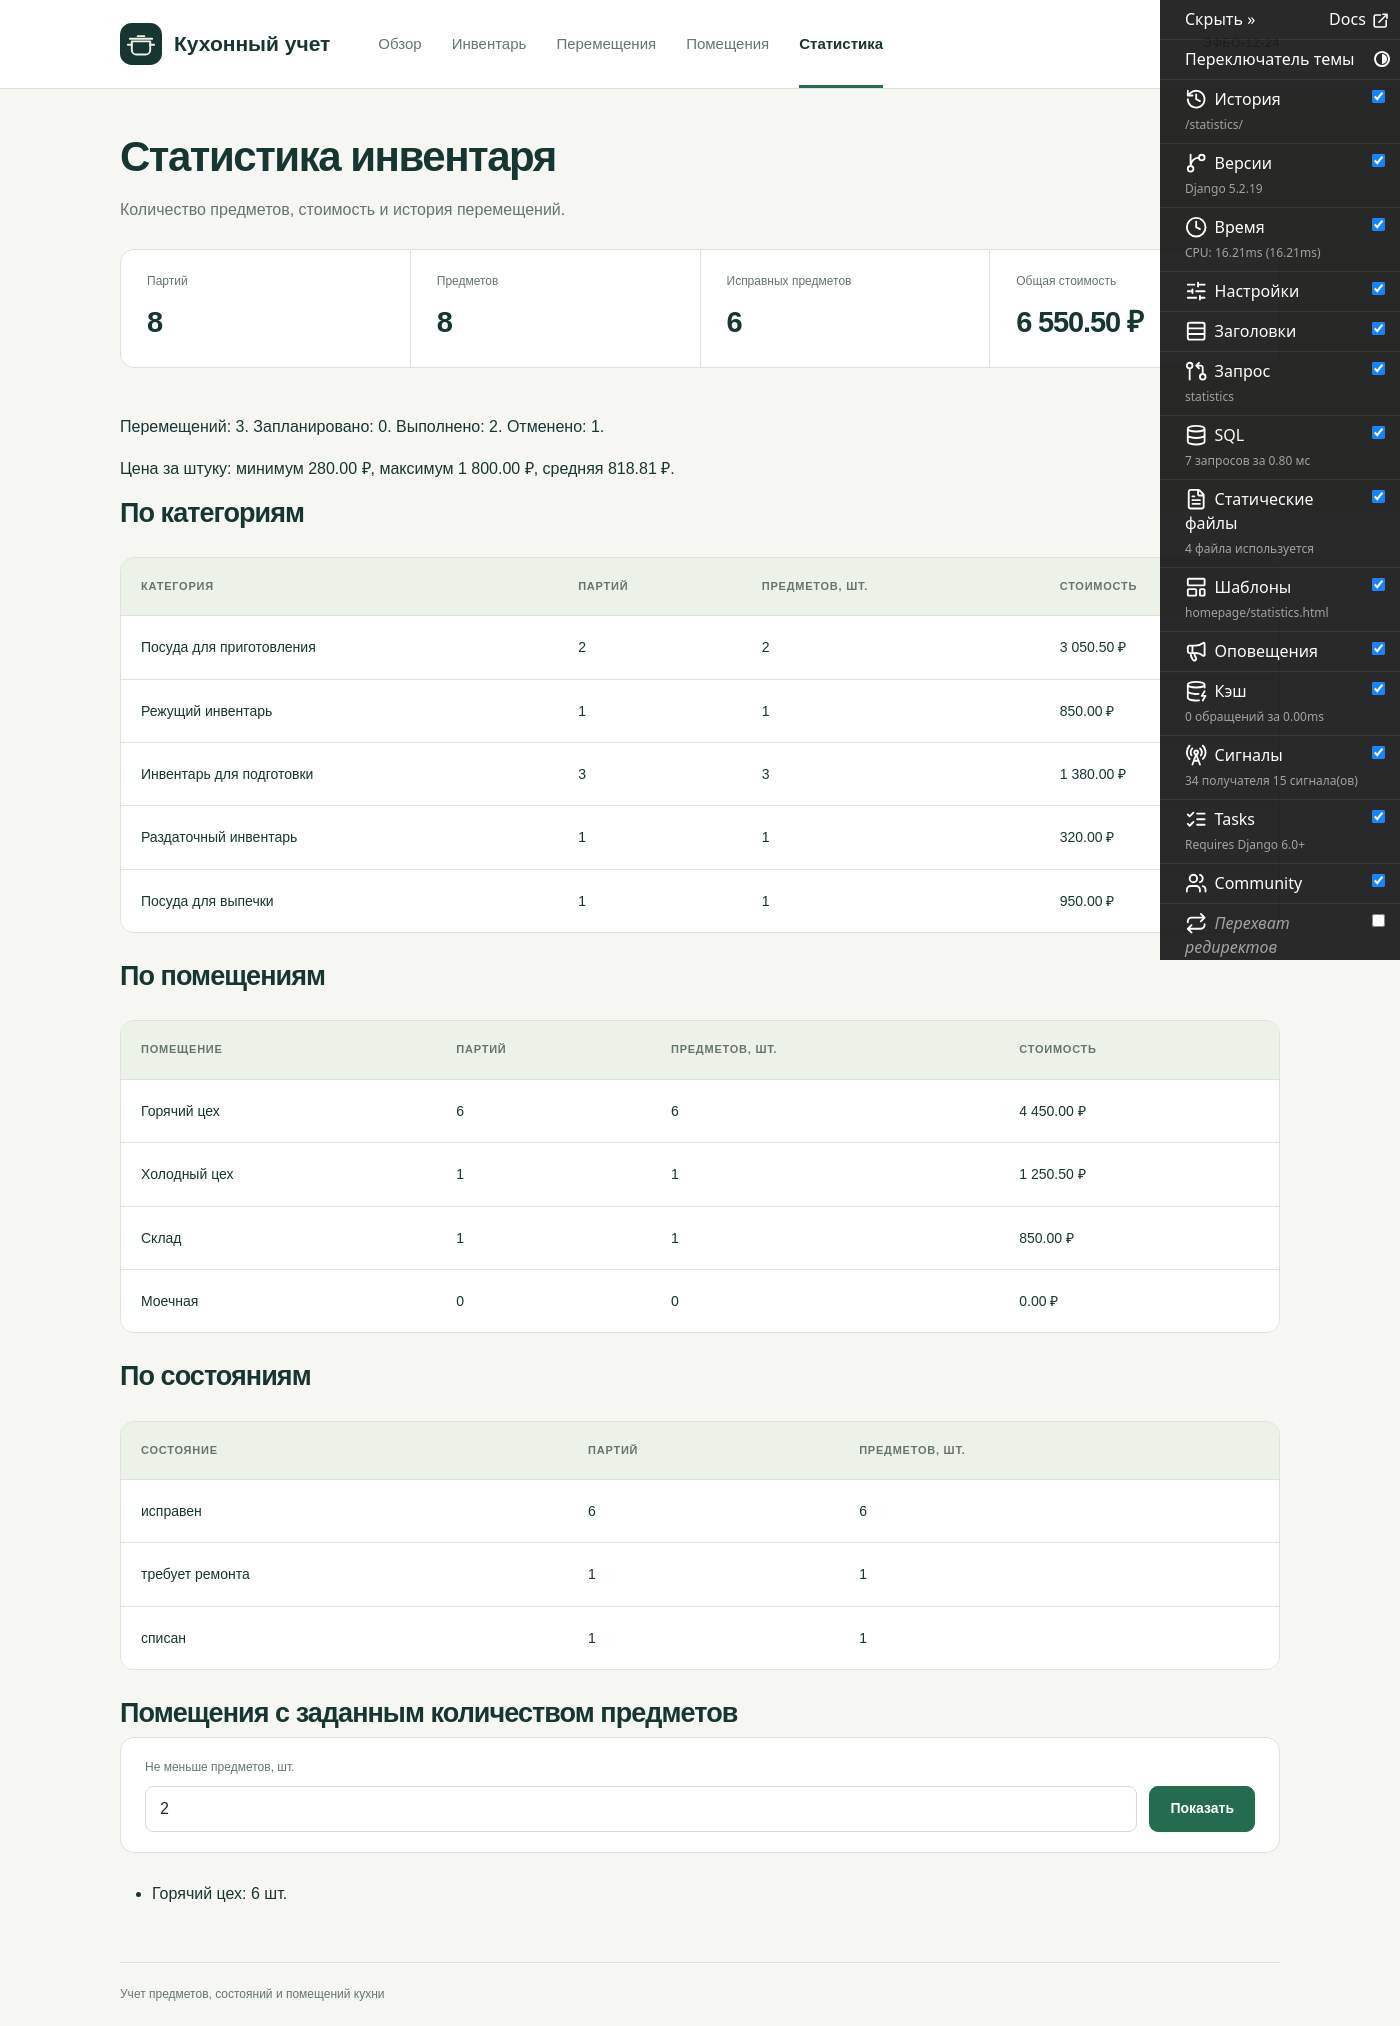 Кухонный учет
Обзор
Инвентарь
Перемещения
Помещения
Статистика
Статистика инвентаря
Количество предметов, стоимость и история перемещений.
Партий
8
Предметов
8
Исправных предметов
6
Общая стоимость
6 550.50 ₽
Перемещений: 3. Запланировано: 0. Выполнено: 2. Отменено: 1.
Цена за штуку: минимум 280.00 ₽, максимум 1 800.00 ₽, средняя 818.81 ₽.
По категориям
КАТЕГОРИЯ ПАРТИЙ ПРЕДМЕТОВ, ШТ. СТОИМОСТЬ
Посуда для приготовления 2 2 3 050.50 ₽
Режущий инвентарь 1 1 850.00 ₽
Инвентарь для подготовки 3 3 1 380.00 ₽
Раздаточный инвентарь 1 1 320.00 ₽
Посуда для выпечки 1 1 950.00 ₽
По помещениям
ПОМЕЩЕНИЕ ПАРТИЙ ПРЕДМЕТОВ, ШТ. СТОИМОСТЬ
Горячий цех 6 6 4 450.00 ₽
Холодный цех 1 1 1 250.50 ₽
Склад 1 1 850.00 ₽
Моечная 0 0 0.00 ₽
По состояниям
СОСТОЯНИЕ ПАРТИЙ ПРЕДМЕТОВ, ШТ.
исправен 6 6
требует ремонта 1 1
списан 1 1
Помещения с заданным количеством предметов
Не меньше предметов, шт.
2
Показать
• Горячий цех: 6 шт.
Учет предметов, состояний и помещений кухни
Скрыть »
Docs
Переключатель темы
История
/statistics/
Версии
Django 5.2.19
Время
CPU: 16.21ms (16.21ms)
Настройки
Заголовки
Запрос
statistics
SQL
7 запросов за 0.80 мс
Статические
файлы
4 файла используется
Шаблоны
homepage/statistics.html
Оповещения
Кэш
0 обращений за 0.00ms
Сигналы
34 получателя 15 сигнала(ов)
Tasks
Requires Django 6.0+
Community
Перехват
редиректов